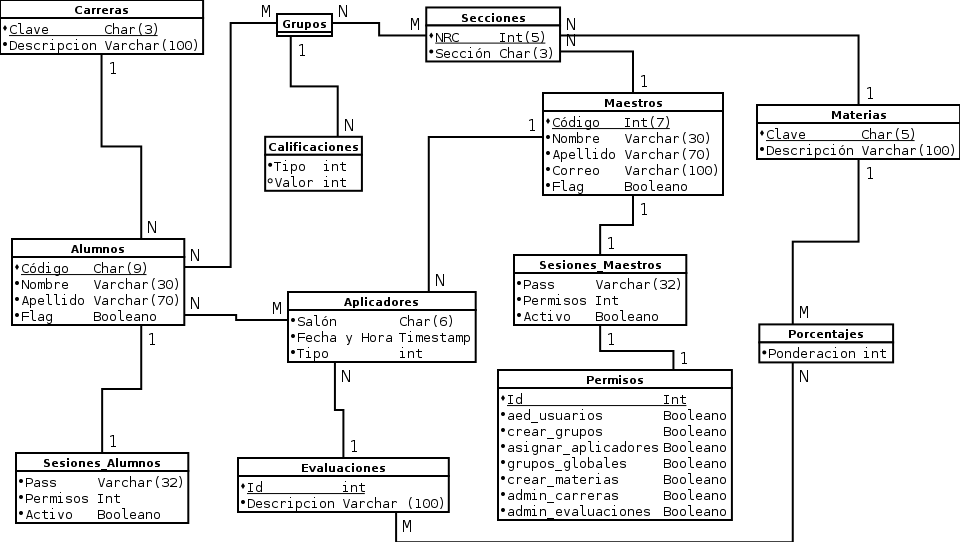 Carreras
Clave Char(3)
Descripcion Varchar(100)
1
M
Grupos
N
1
M
Secciones
NRC Int(5)
Sección Char(3)
N
N
1
1
Maestros
Código Int(7)
Nombre Varchar(30)
Apellido Varchar(70)
Correo Varchar(100)
Flag Booleano
1
1
Materias
Clave Char(5)
Descripción Varchar(100)
1
N
Calificaciones
Tipo int
Valor int
N
Alumnos
Código Char(9)
Nombre Varchar(30)
Apellido Varchar(70)
Flag Booleano
N
N
1
1
Sesiones_Maestros
Pass Varchar(32)
Permisos Int
Activo Booleano
1
N
M
Aplicadores
Salón Char(6)
Fecha y Hora Timestamp
Tipo int
N
M
Porcentajes
Ponderacion int
N
1
Permisos
Id Int
aed_usuarios Booleano
crear_grupos Booleano
asignar_aplicadores Booleano
grupos_globales Booleano
crear_materias Booleano
admin_carreras Booleano
admin_evaluaciones Booleano
1
Sesiones_Alumnos
Pass Varchar(32)
Permisos Int
Activo Booleano
1
Evaluaciones
Id int
Descripcion Varchar (100)
M